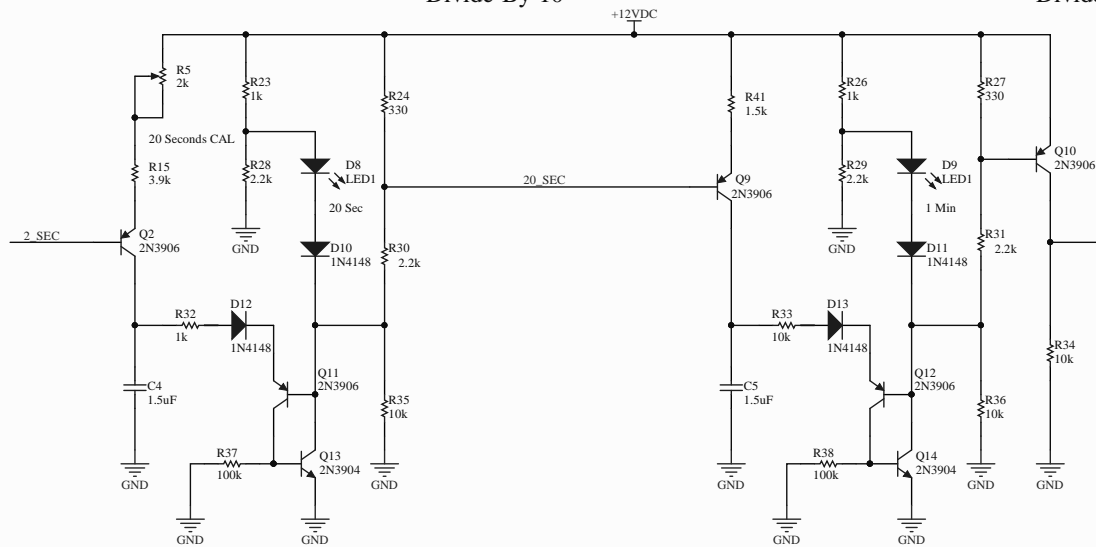 Divide By 10
+12VDC
R5
2k
R23
1k
R24
330
R41
1.5k
R26
1k
R27
330
20 Seconds CAL
R15
3.9k
R28
2.2k
D8
LED1
20 Sec
20_SEC
Q9
2N3906
R29
2.2k
D9
LED1
1 Min
Q10
2N3906
2_SEC
Q2
2N3906
GND
D10
1N4148
R30
2.2k
GND
D11
1N4148
R31
2.2k
R32
1k
D12
1N4148
R33
10k
D13
1N4148
R34
10k
C4
1.5uF
Q11
2N3906
R35
10k
C5
1.5uF
Q12
2N3906
R36
10k
R37
100k
Q13
2N3904
R38
100k
Q14
2N3904
GND
GND
GND
GND
GND
GND
GND
GND
GND